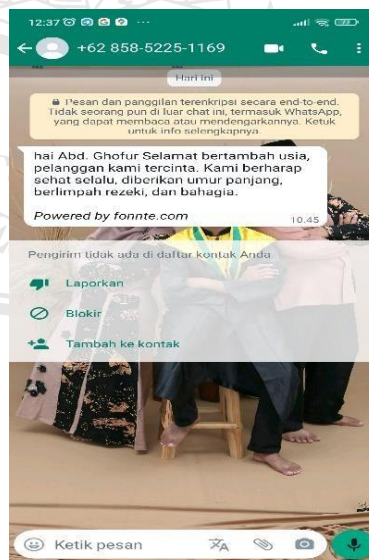 12:37
+62 858-5225-1169
Hari ini
Pesan dan panggilan terenkripsi secara end-to-end.
Tidak seorang pun di luar chat ini, termasuk WhatsApp,
yang dapat membaca atau mendengarkannya. Ketuk
untuk info selengkapnya.
hai Abd. Ghofur Selamat bertambah usia,
pelanggan kami tercinta. Kami berharap
sehat selalu, diberikan umur panjang,
berlimpah rezeki, dan bahagia.
Powered by fonnte.com
10.45
Pengirim tidak ada di daftar kontak Anda
Laporkan
Blokir
Tambah ke kontak
Ketik pesan